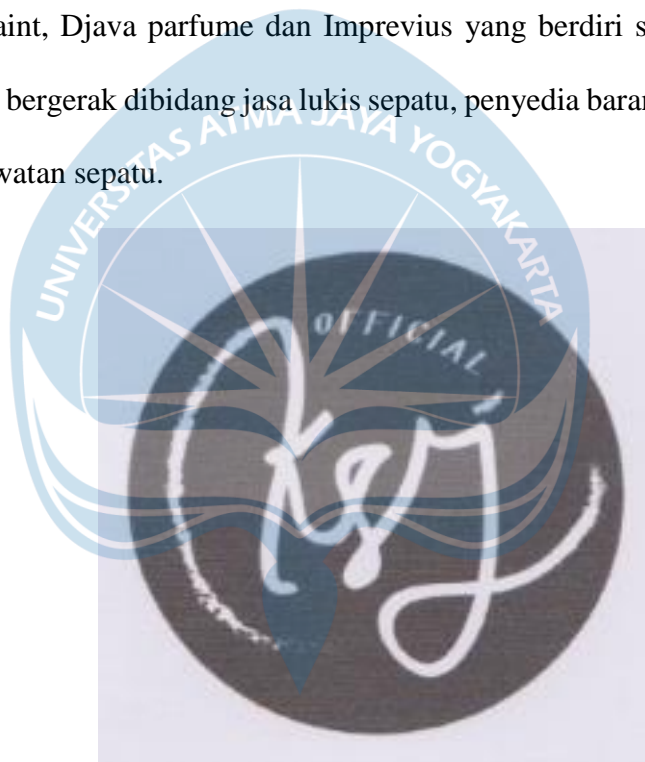 aint, Djava parfume dan Imprevius yang berdiri s
bergerak dibidang jasa lukis sepatu, penyedia baran
watan sepatu.
UNIVERSITAS ATMA JAYA YOGYAKARTA
OFFICIAL